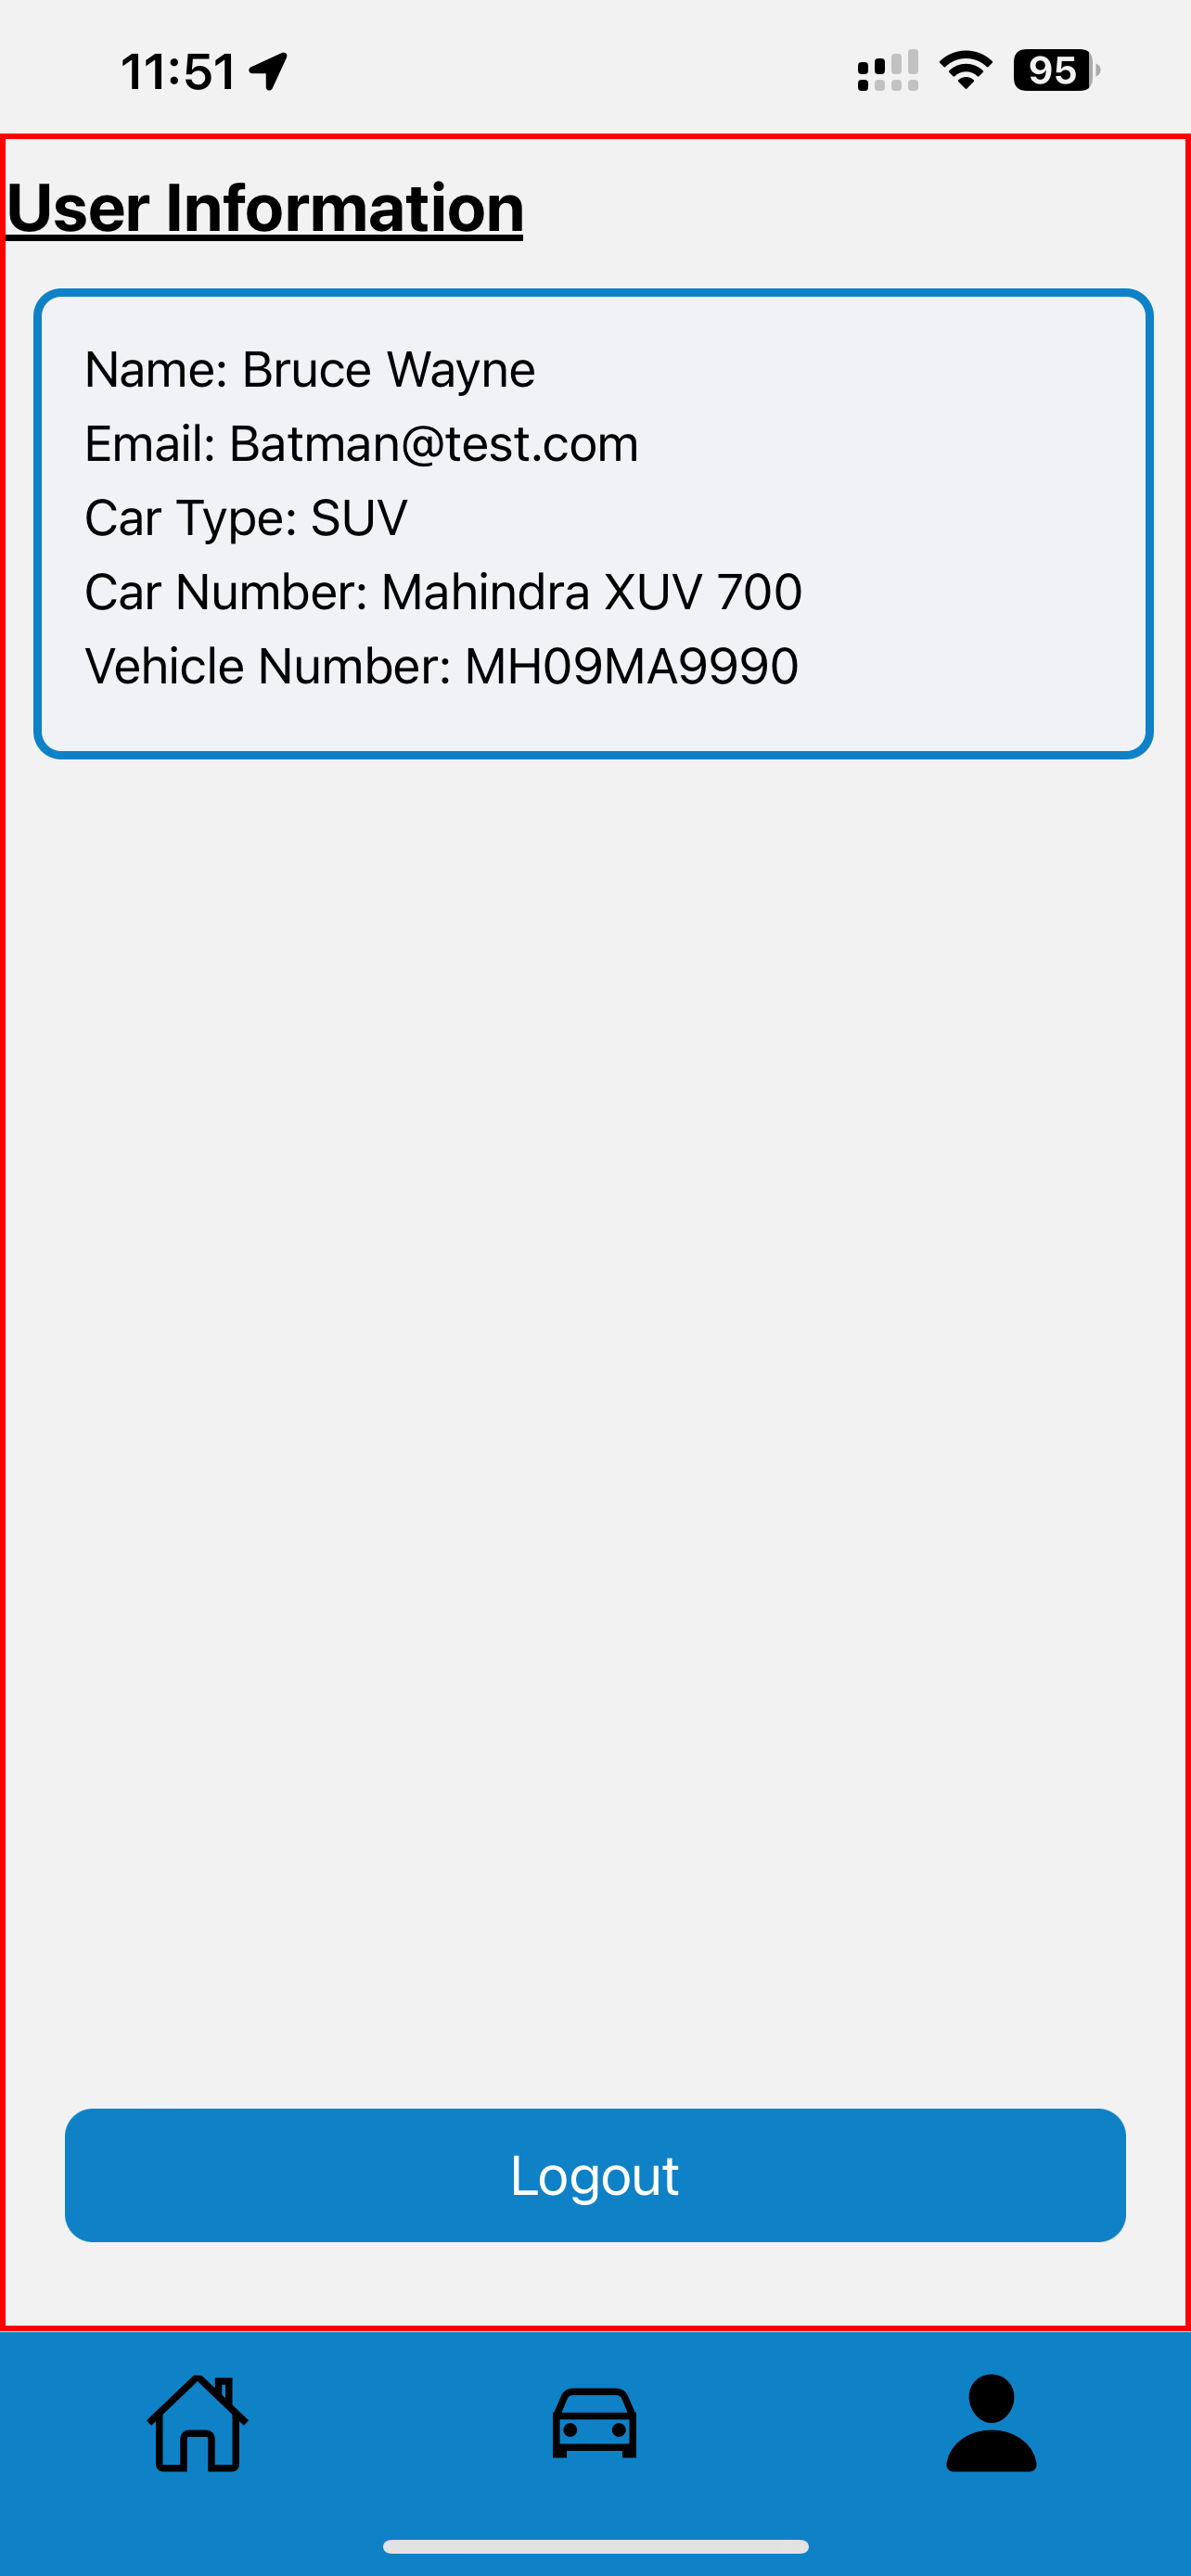 11:51
95
User Information
Name: Bruce Wayne
Email: Batman@test.com
Car Type: SUV
Car Number: Mahindra XUV 700
Vehicle Number: MH09MA9990
Logout